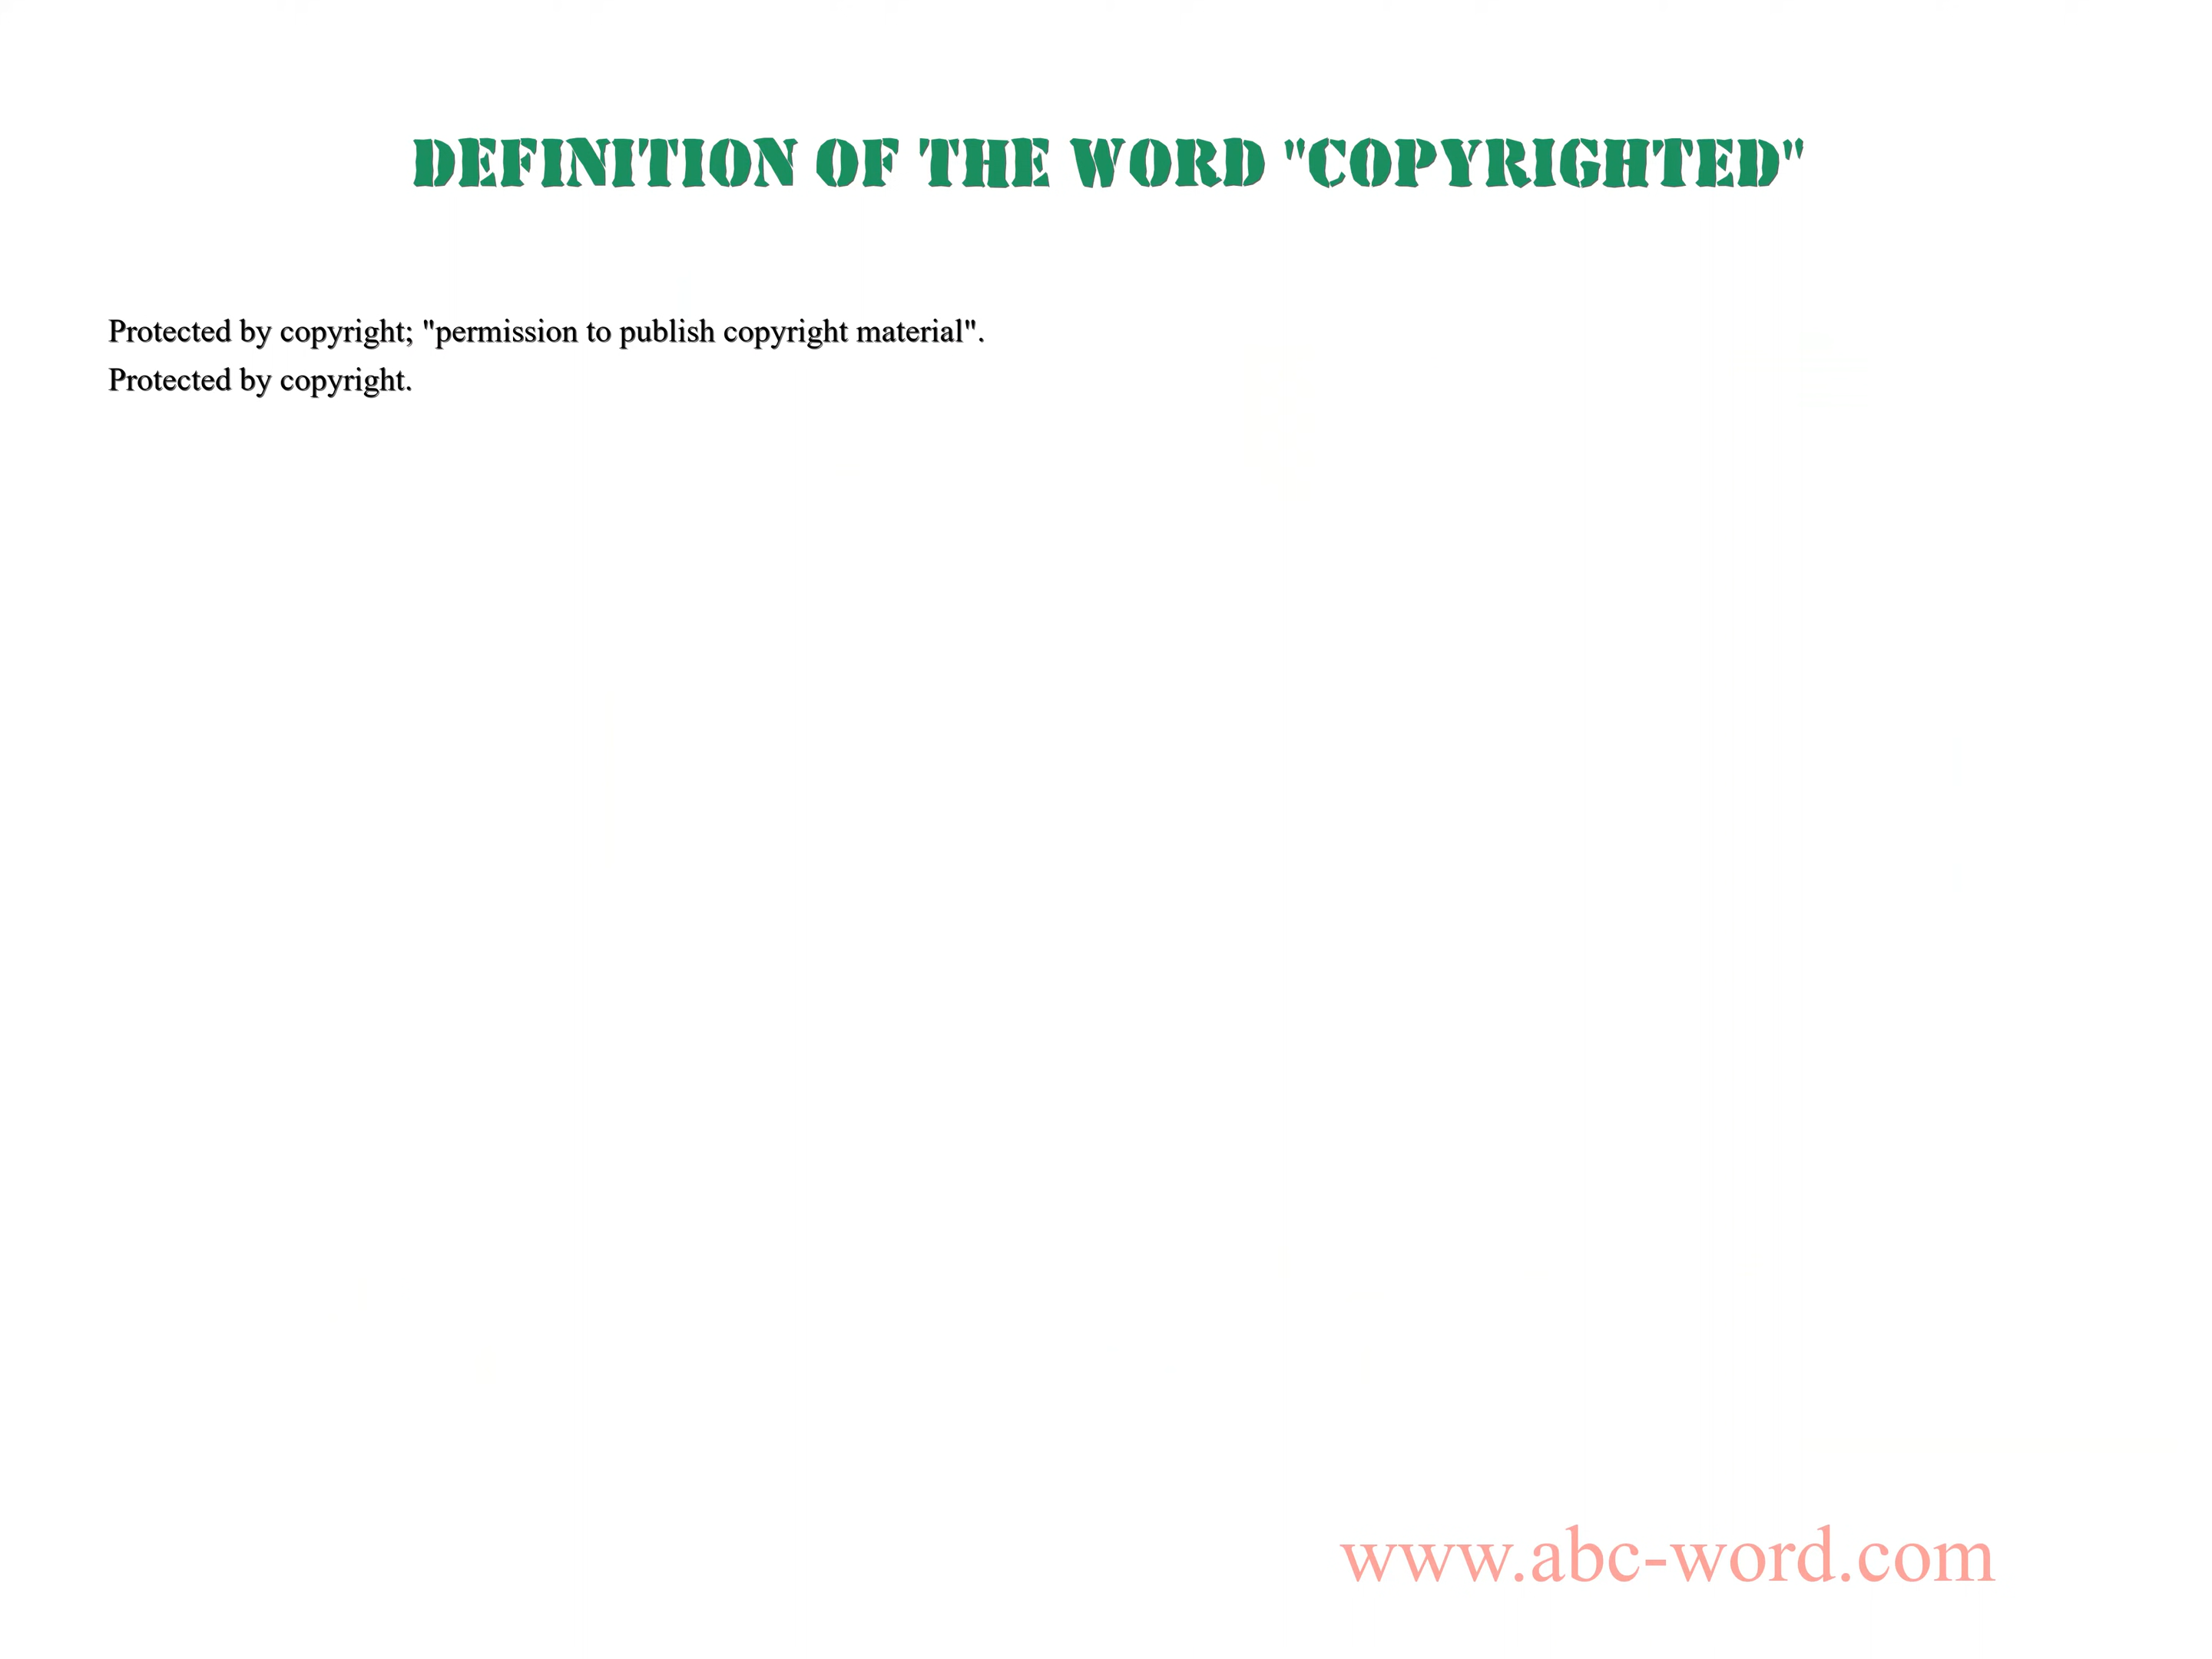 DEFINITION OF THE WORD "COPYRIGHTED"
Protected by copyright; "permission to publish copyright material".
Protected by copyright.
www.abc-word.com